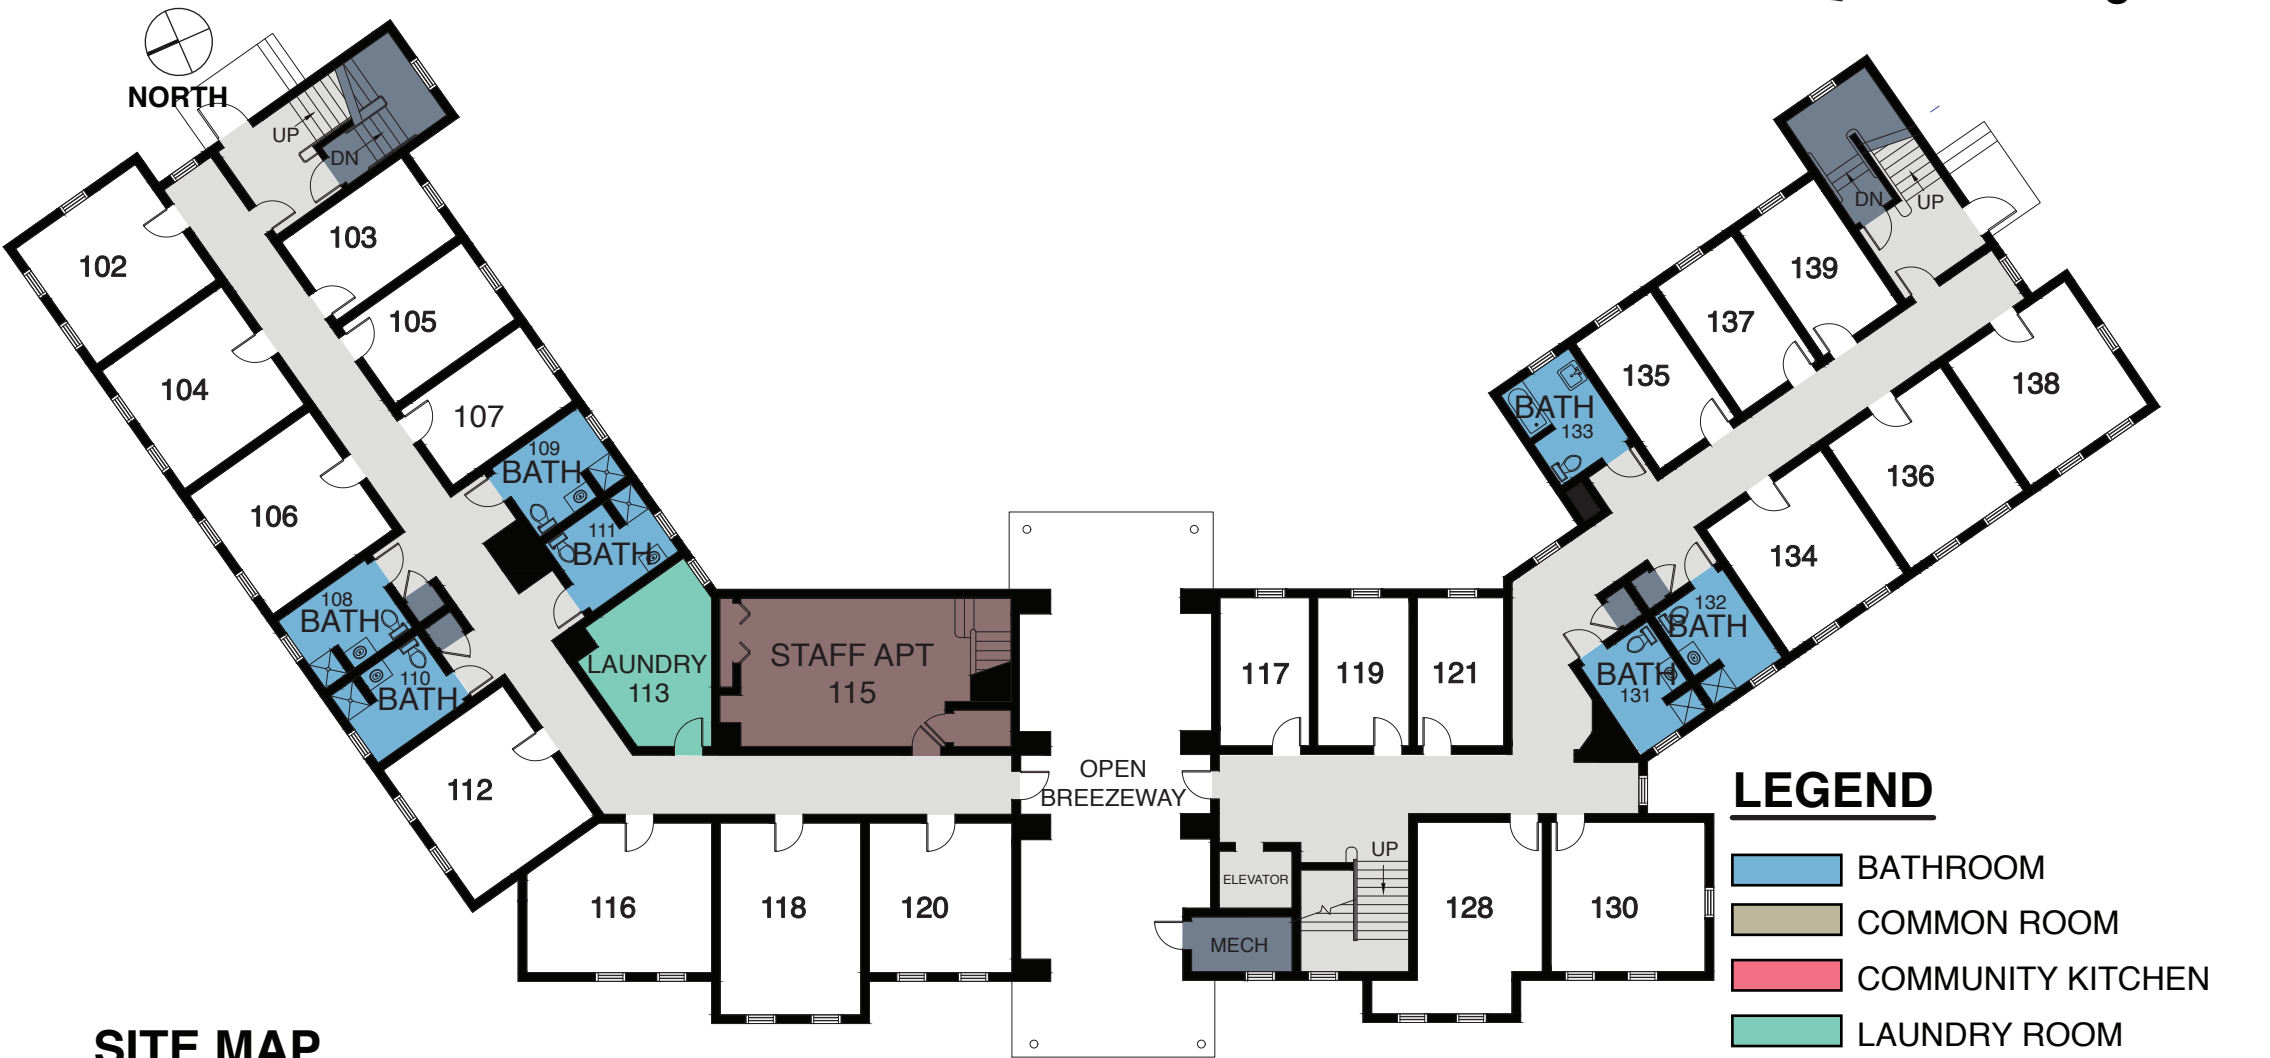 NORTH
UP
DN
102
103
104
105
106
107
109
BATH
111
BATH
108
BATH
110
BATH
112
LAUNDRY
113
STAFF APT
115
116
118
120
OPEN
BREEZEWAY
117
119
121
ELEVATOR
MECH
UP
128
130
BATH
131
132
BATH
BATH
133
134
135
136
137
138
139
DN
UP
LEGEND
BATHROOM
COMMON ROOM
COMMUNITY KITCHEN
LAUNDRY ROOM
SITE MAP